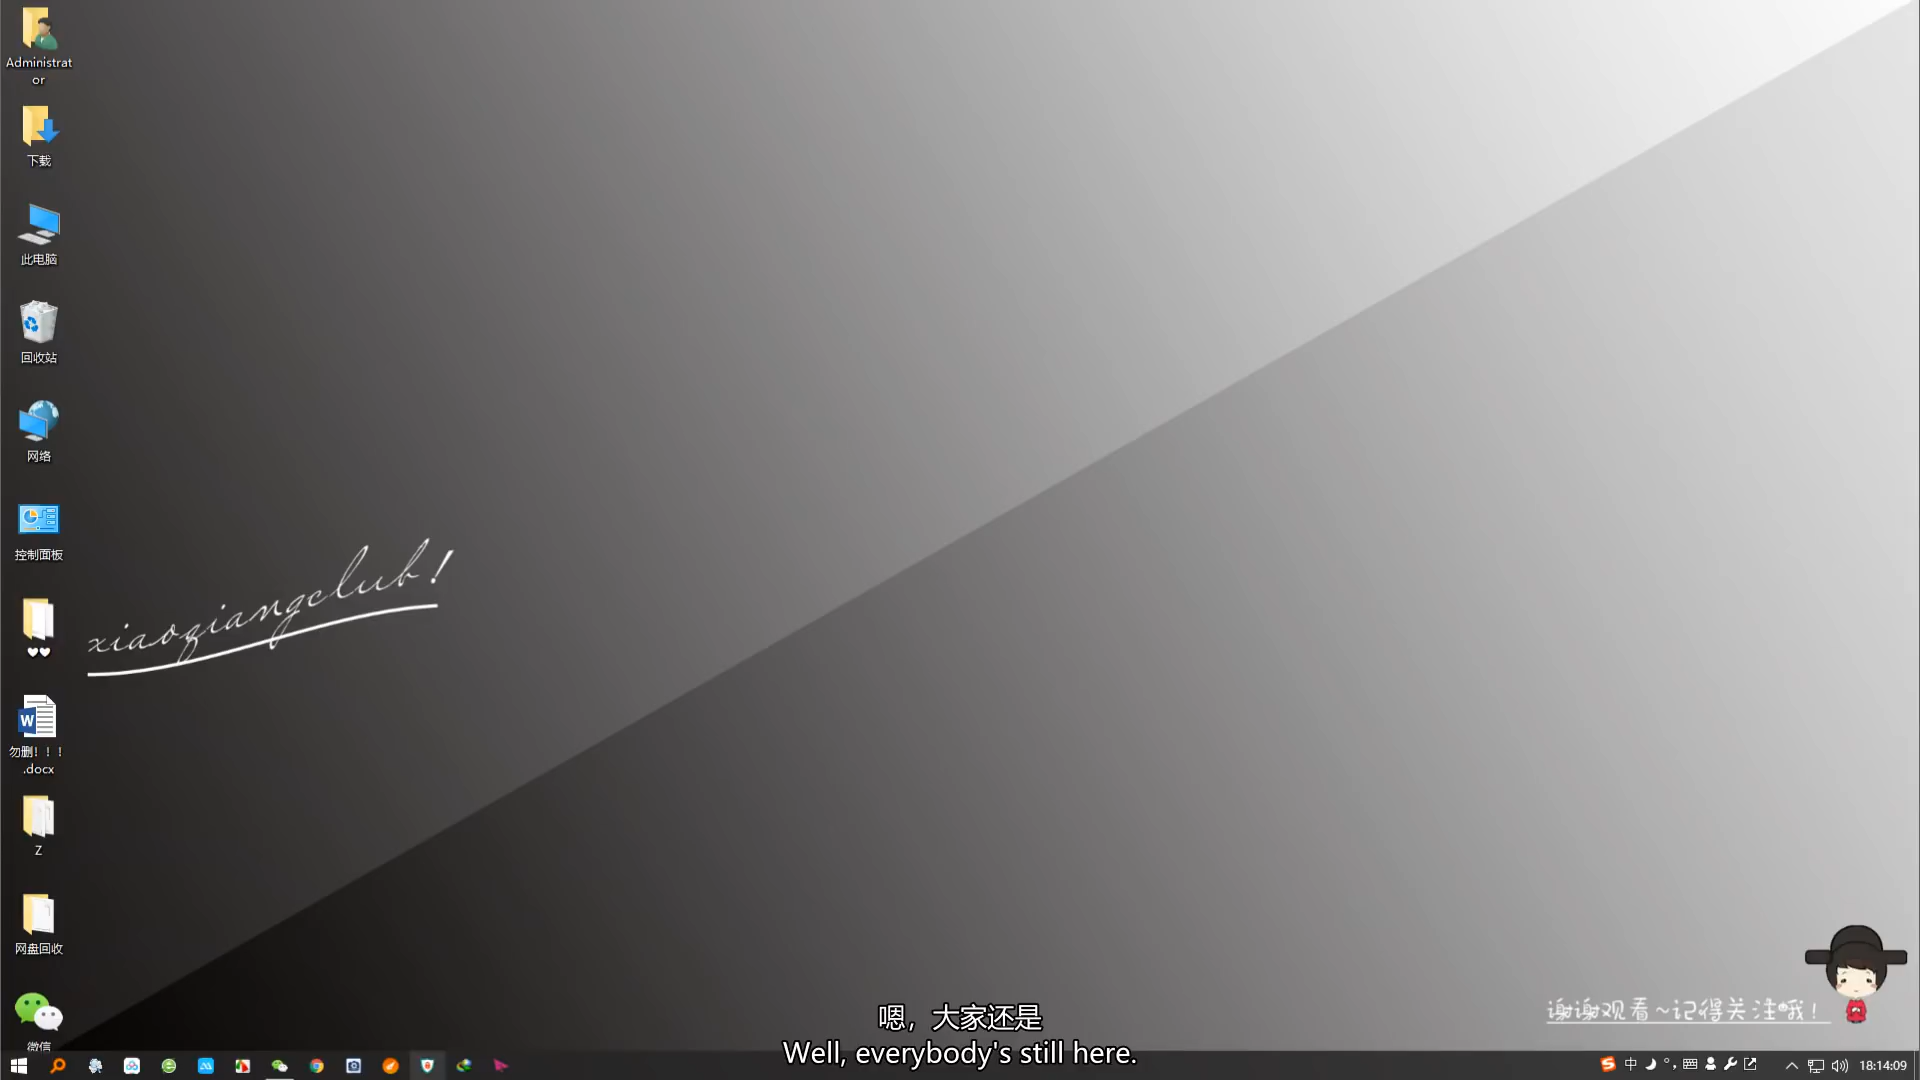 Administrat
or
下载
此电脑
回收站
网络
控制面板
♥♥
勿删！！！
.docx
Z
网盘回收
微信
xiaoqiangclub!
谢谢观看~记得关注哦！
嗯，大家还是
Well, everybody's still here.
中
18:14:09